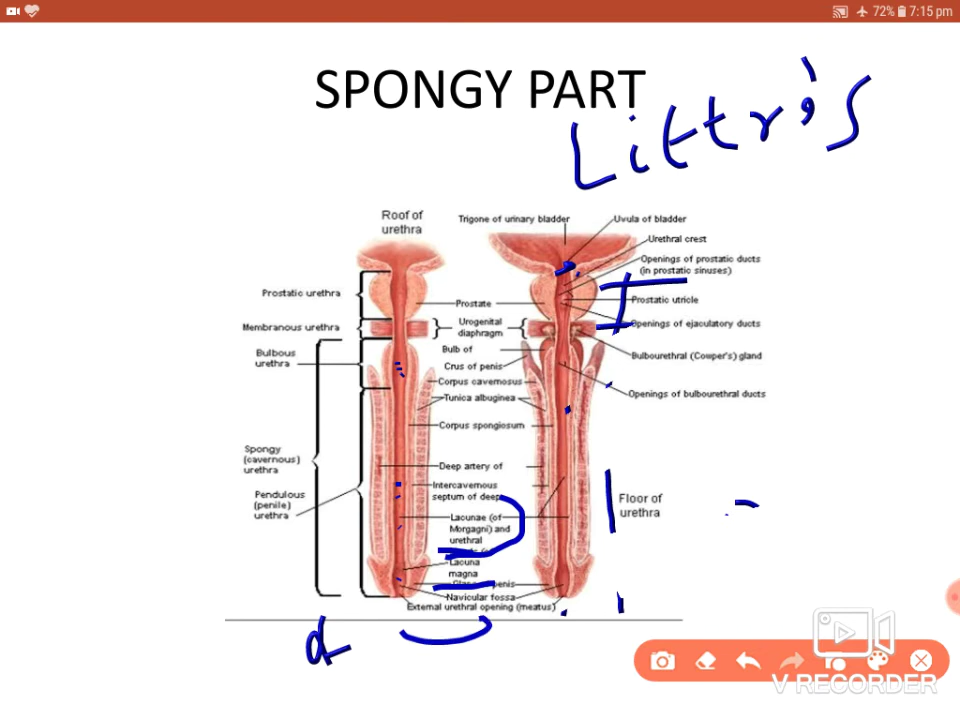 72% 7:15 pm
SPONGY PART
Littr's
Roof of
urethra
Trigone of urinary bladder
Uvula of bladder
Urethral crest
Openings of prostatic ducts
(in prostatic sinuses)
Prostatic urethra
Prostate
Prostatic utricle
Membranous urethra
Urogenital
diaphragm
Openings of ejaculatory ducts
Bulbous
urethra
Bulb of
Crus of penis
Bulbourethral (Cowper's) gland
Corpus cavernosus
Tunica albuginea
Openings of bulbourethral ducts
Corpus spongiosum
Spongy
(cavernous)
urethra
Deep artery of
Pendulous
(penile)
urethra
Intercavernous
septum of deep
Floor of
urethra
Lacunae (of
Morgagni) and
urethral
Lacuna
magna
penis
Navicular fossa
External urethral opening (meatus)
V RECORDER